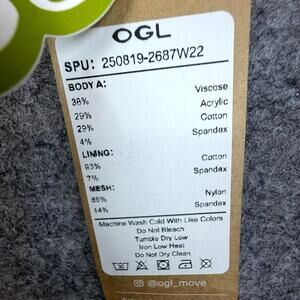 OGL
SPU: 250819-2687W22
BODY A: Viscose
38% Acrylic
29% Cotton
29% Spandex
4%
LINING: Cotton
93% Spandex
7%
MESH: Nylon
86% Spandex
14%
Machine Wash Cold With Like Colors
Do Not Bleach
Tumble Dry Low
Iron Low Heat
Do Not Dry Clean
@ogl_move